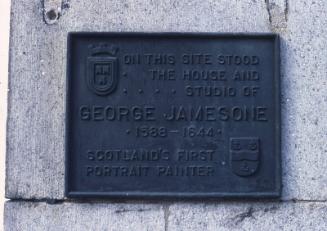 ON THIS SITE STOOD
· THE HOUSE AND
· · · · STUDIO OF
GEORGE JAMESONE
· 1588 – 1644 ·
SCOTLAND'S FIRST
PORTRAIT PAINTER